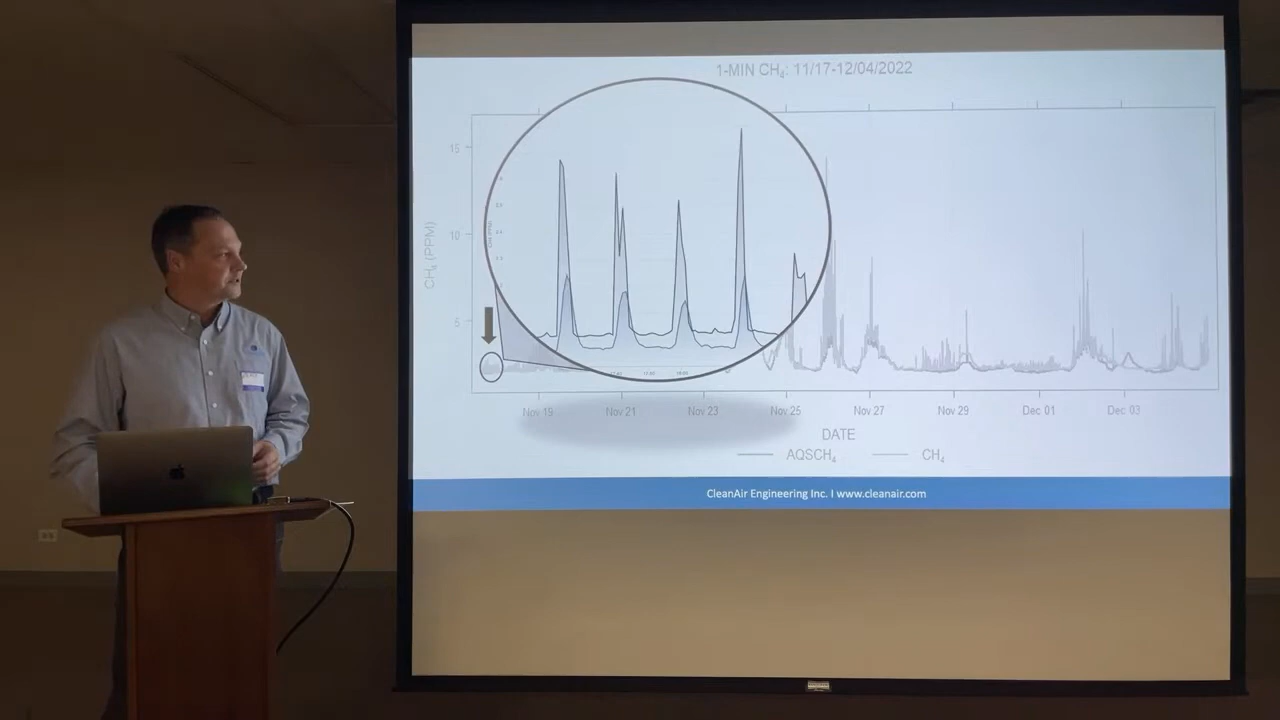 1-MIN CH₄: 11/17-12/04/2022
15
10
5
CH₄ (PPM)
Nov 19
Nov 21
Nov 23
Nov 25
Nov 27
Nov 29
Dec 01
Dec 03
DATE
AQSCH₄
CH₄
CleanAir Engineering Inc. I www.cleanair.com